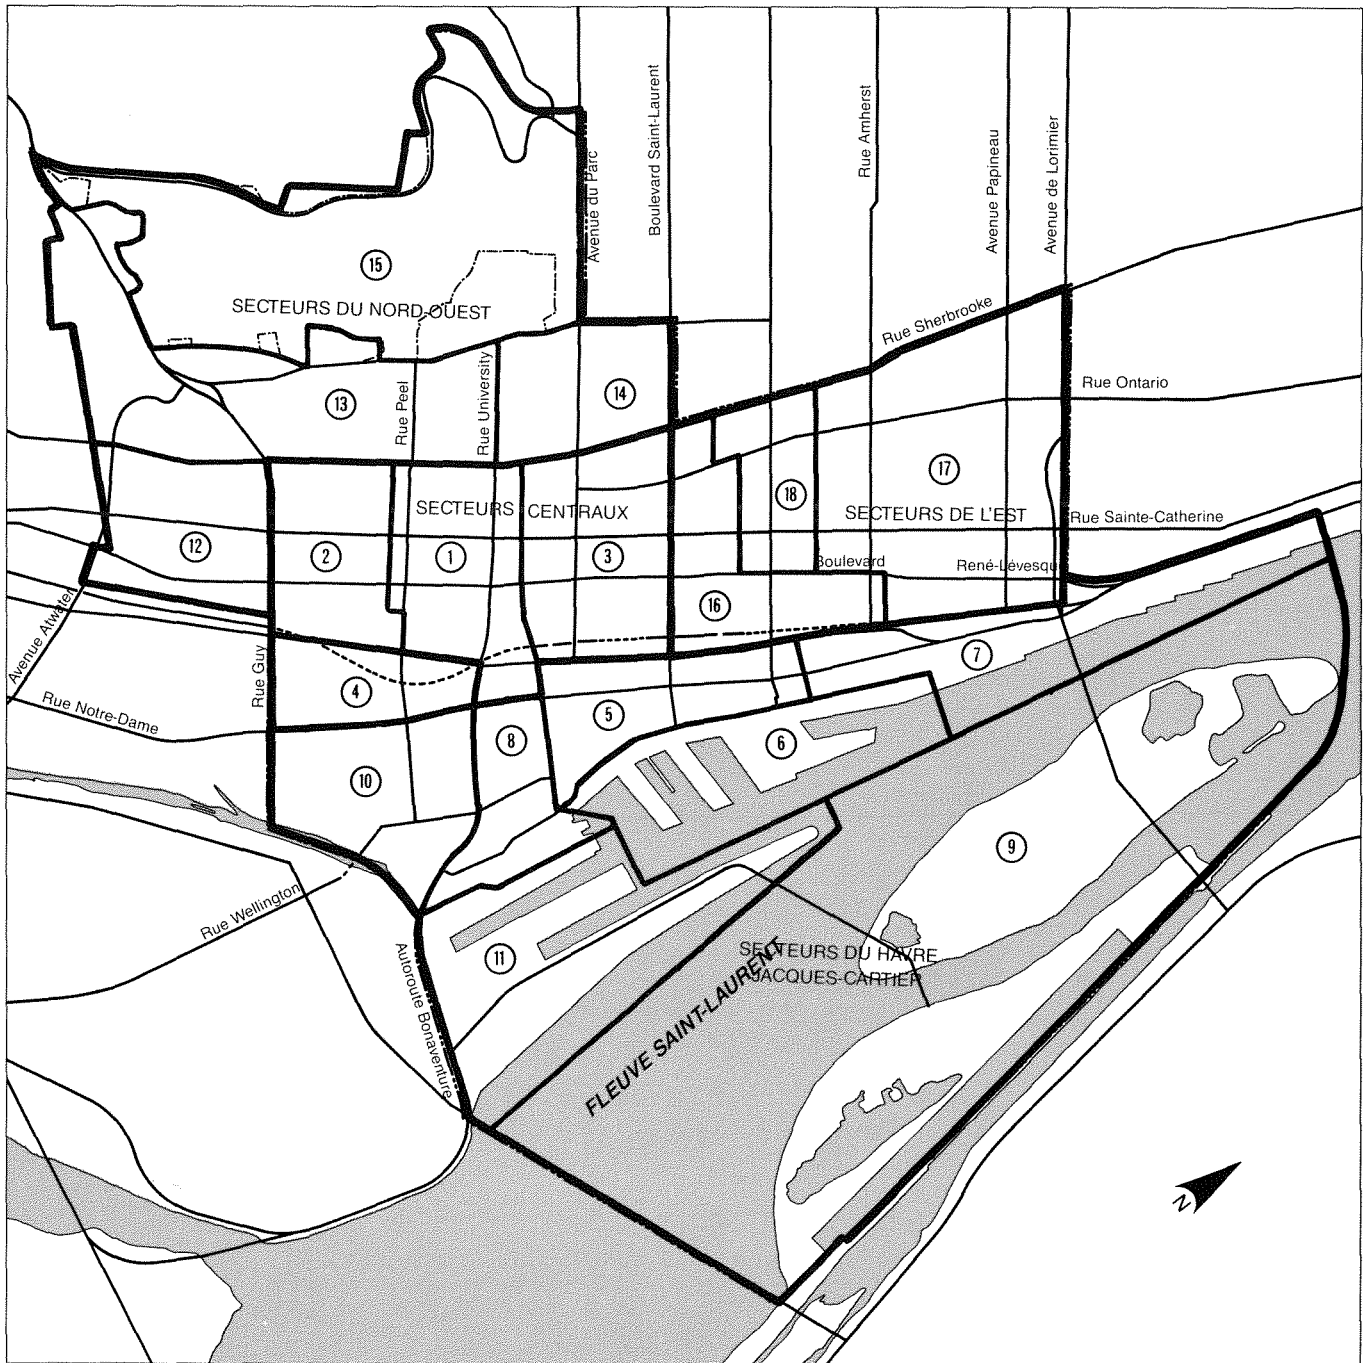 Avenue du Parc
Boulevard Saint-Laurent
Rue Amherst
Avenue Papineau
Avenue de Lorimier
15
SECTEURS DU NORD-OUEST
Rue Sherbrooke
Rue Peel
Rue University
14
Rue Ontario
13
17
18
SECTEURS CENTRAUX
SECTEURS DE L'EST
Rue Sainte-Catherine
12
2
1
3
Boulevard
René-Lévesque
16
Avenue Atwater
Rue Guy
4
7
Rue Notre-Dame
5
8
6
10
9
Rue Wellington
11
Autoroute Bonaventure
SECTEURS DU HAVRE
JACQUES-CARTIER
FLEUVE SAINT-LAURENT
N